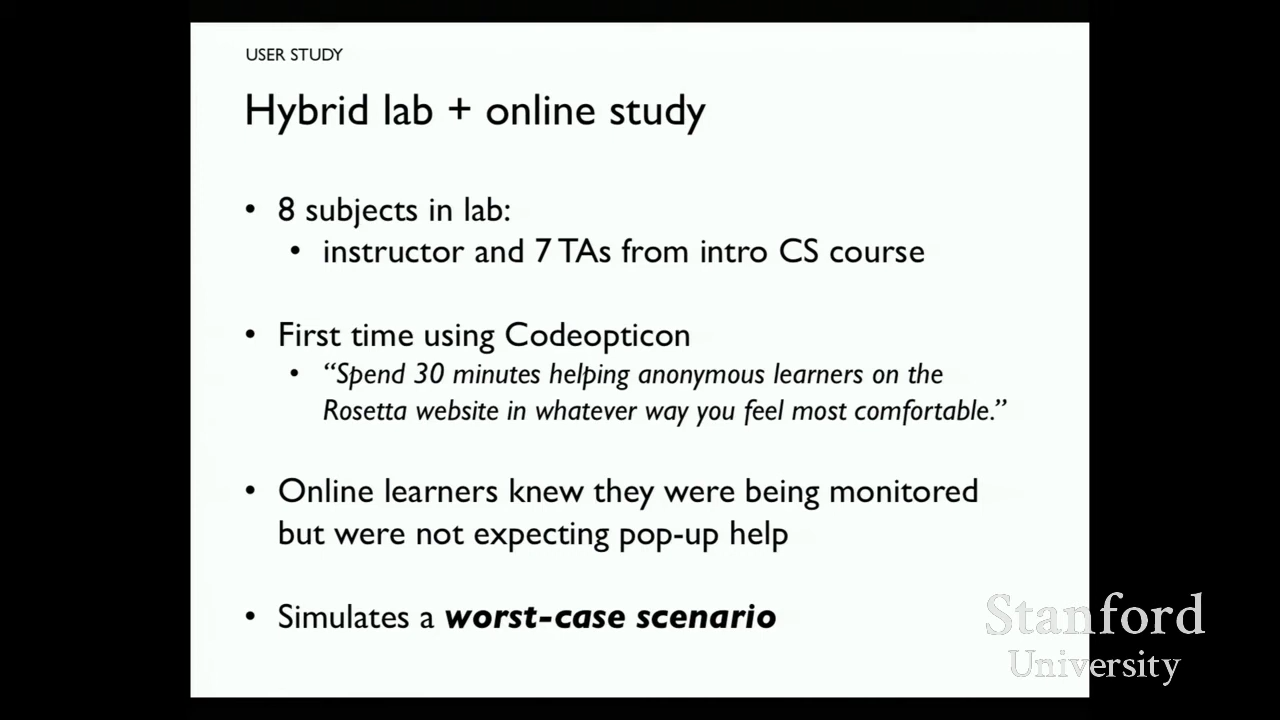 USER STUDY
Hybrid lab + online study
• 8 subjects in lab:
• instructor and 7 TAs from intro CS course
• First time using Codeopticon
• “Spend 30 minutes helping anonymous learners on the
Rosetta website in whatever way you feel most comfortable.”
• Online learners knew they were being monitored
but were not expecting pop-up help
• Simulates a worst-case scenario
Stanford
University